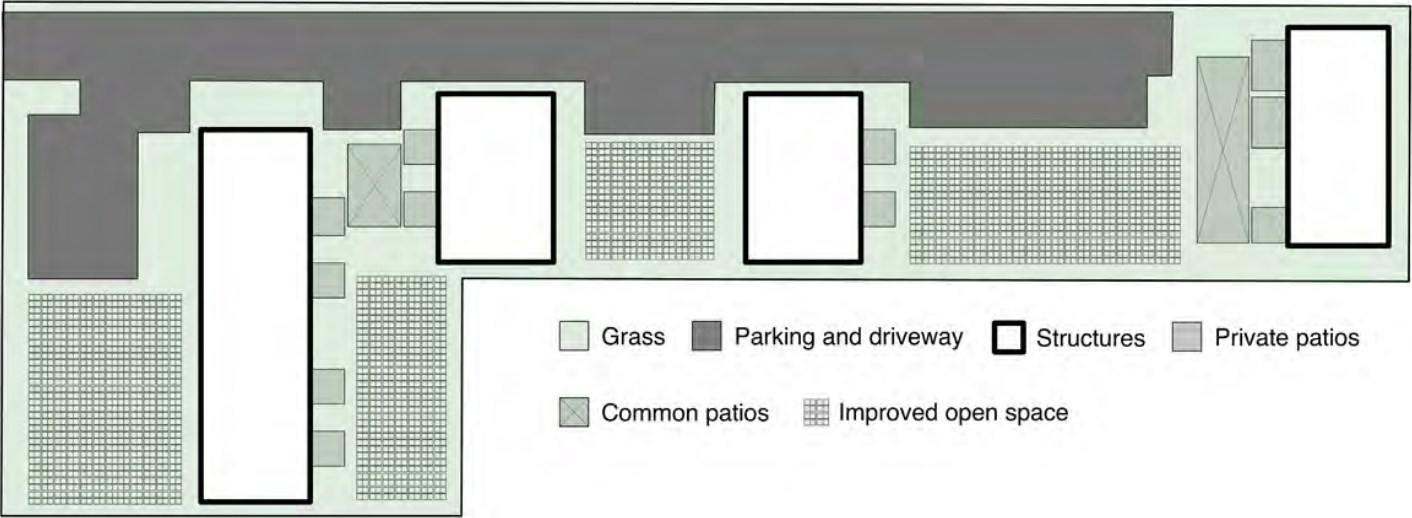 Grass Parking and driveway Structures Private patios
Common patios Improved open space